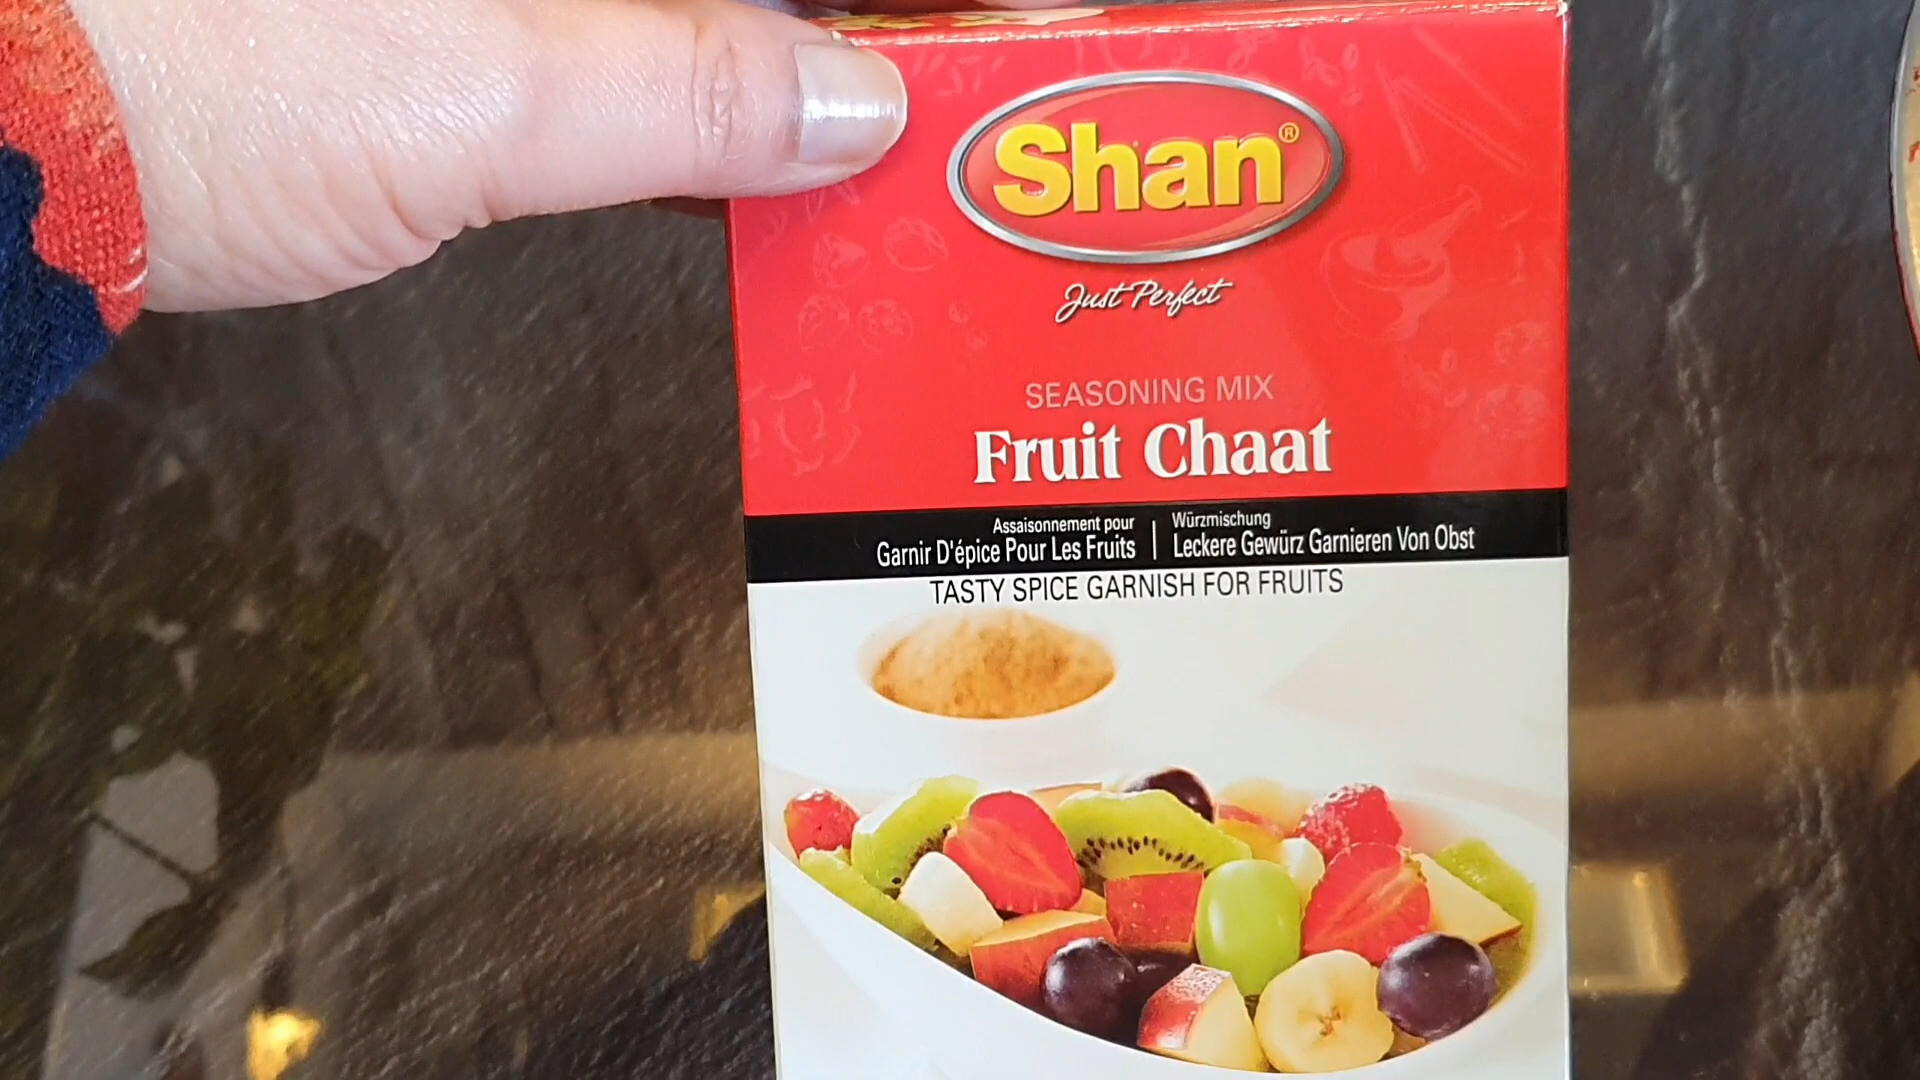 Shan®
Just Perfect
SEASONING MIX
Fruit Chaat
Assaisonnement pour
Garnir D'épice Pour Les Fruits
Würzmischung
Leckere Gewürz Garnieren Von Obst
TASTY SPICE GARNISH FOR FRUITS